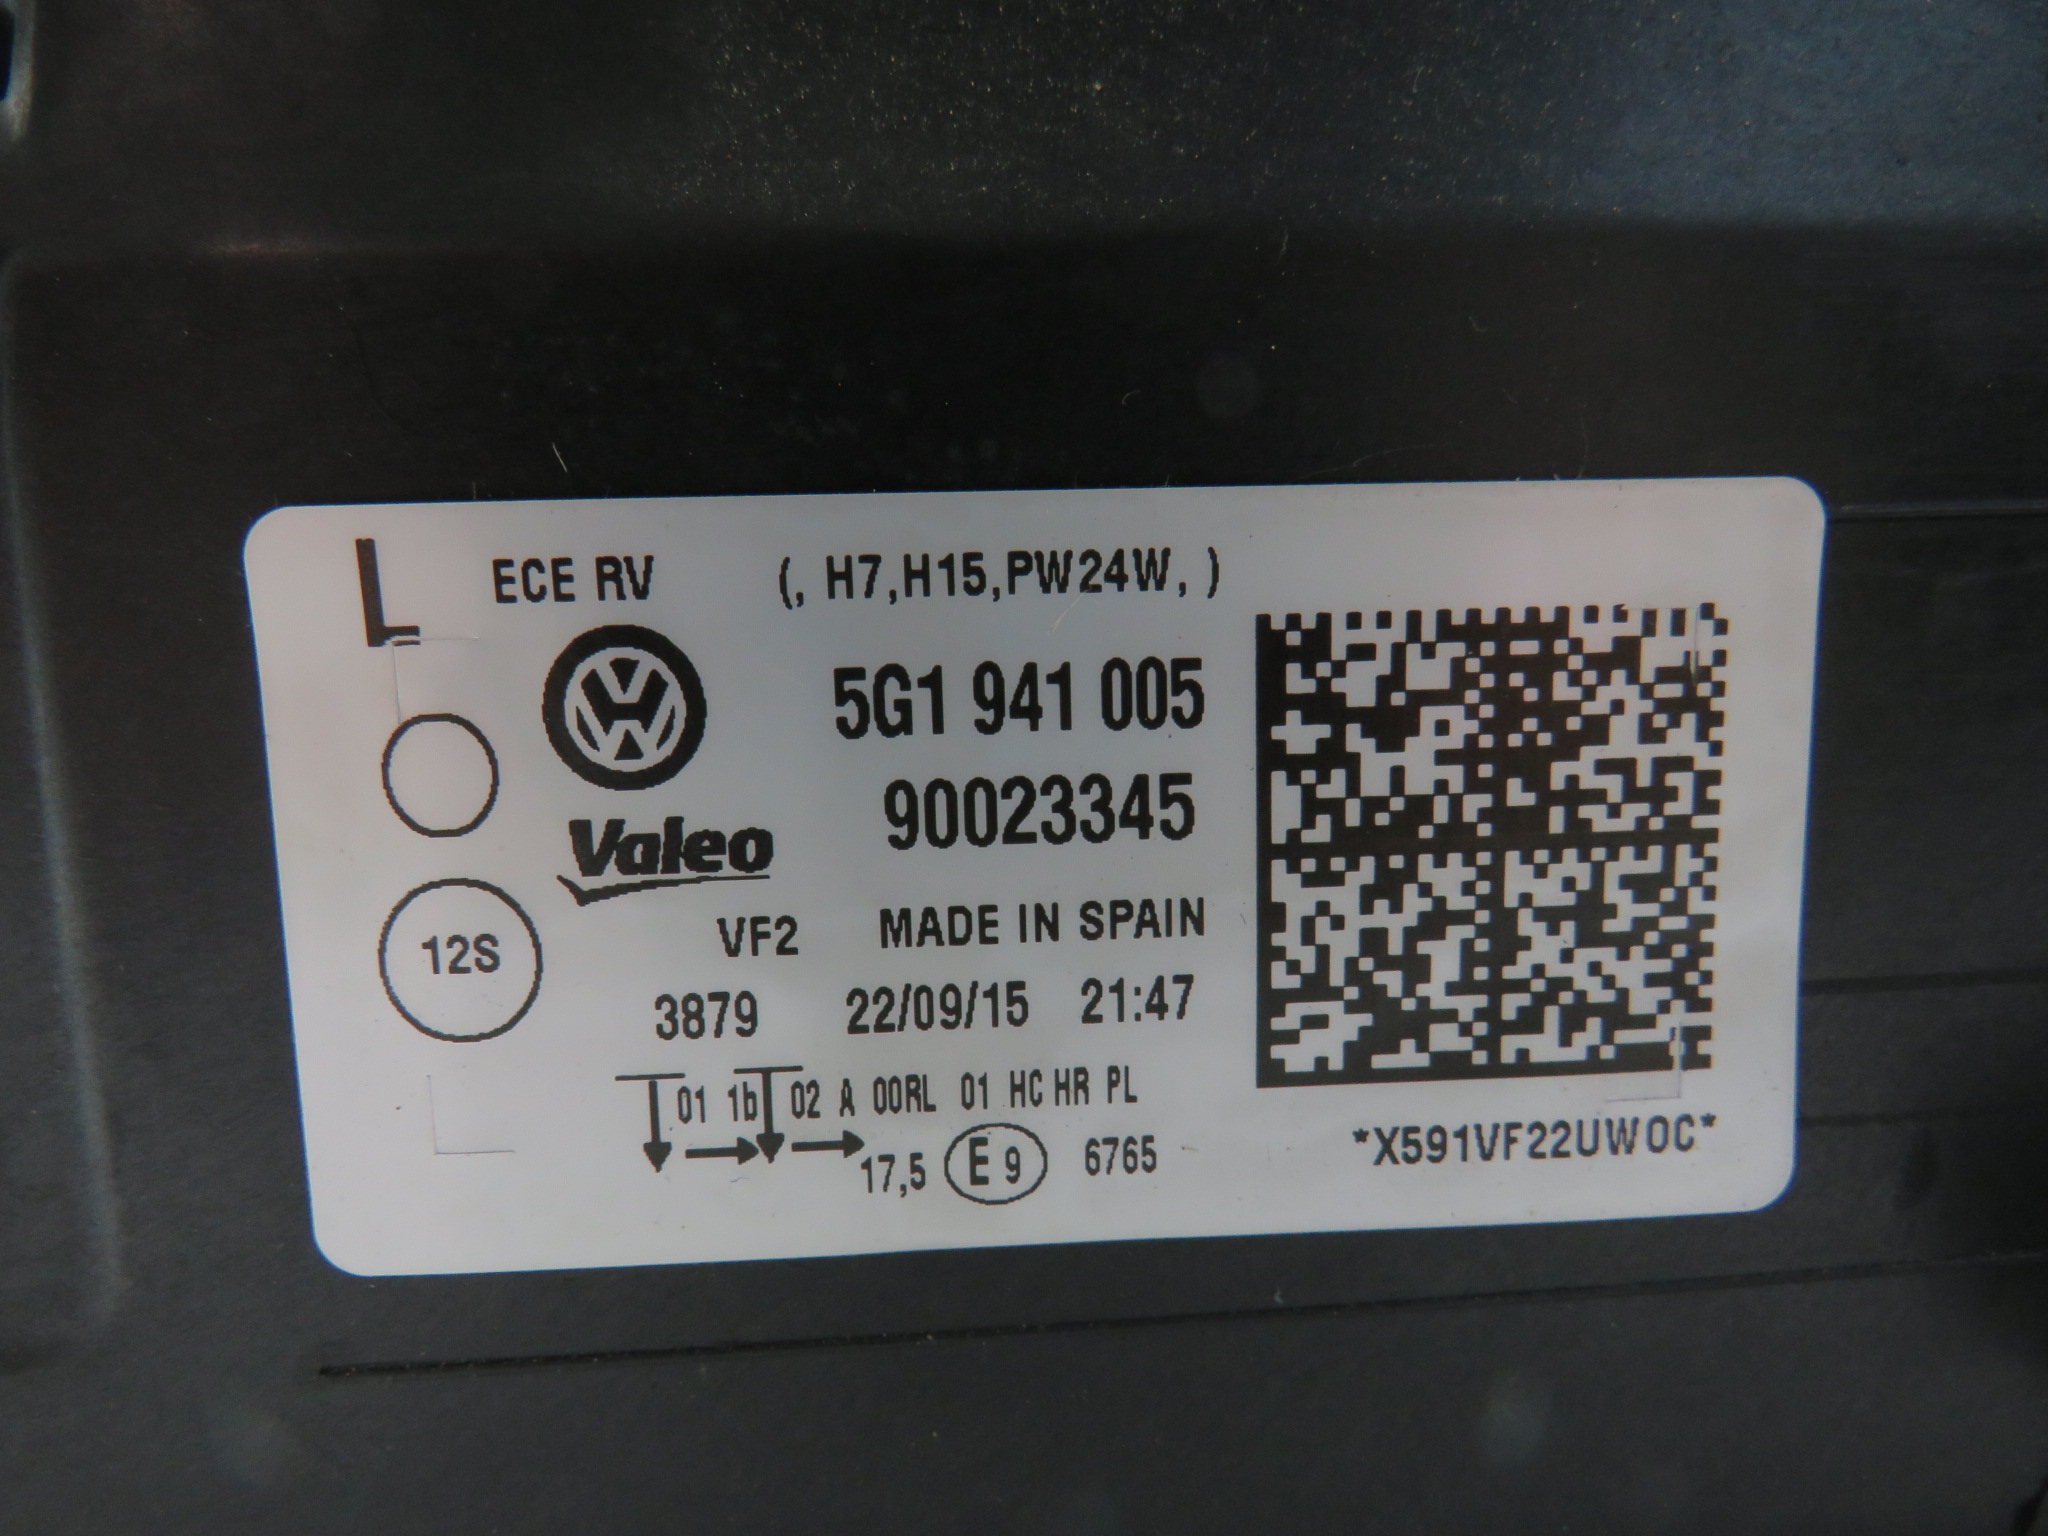 L ECE RV (, H7,H15,PW24W, )
5G1 941 005
90023345
Valeo
VF2 MADE IN SPAIN
12S
3879 22/09/15 21:47
01 1b 02 A 00RL 01 HC HR PL
17,5 E 9 6765
*X591VF22UW0C*